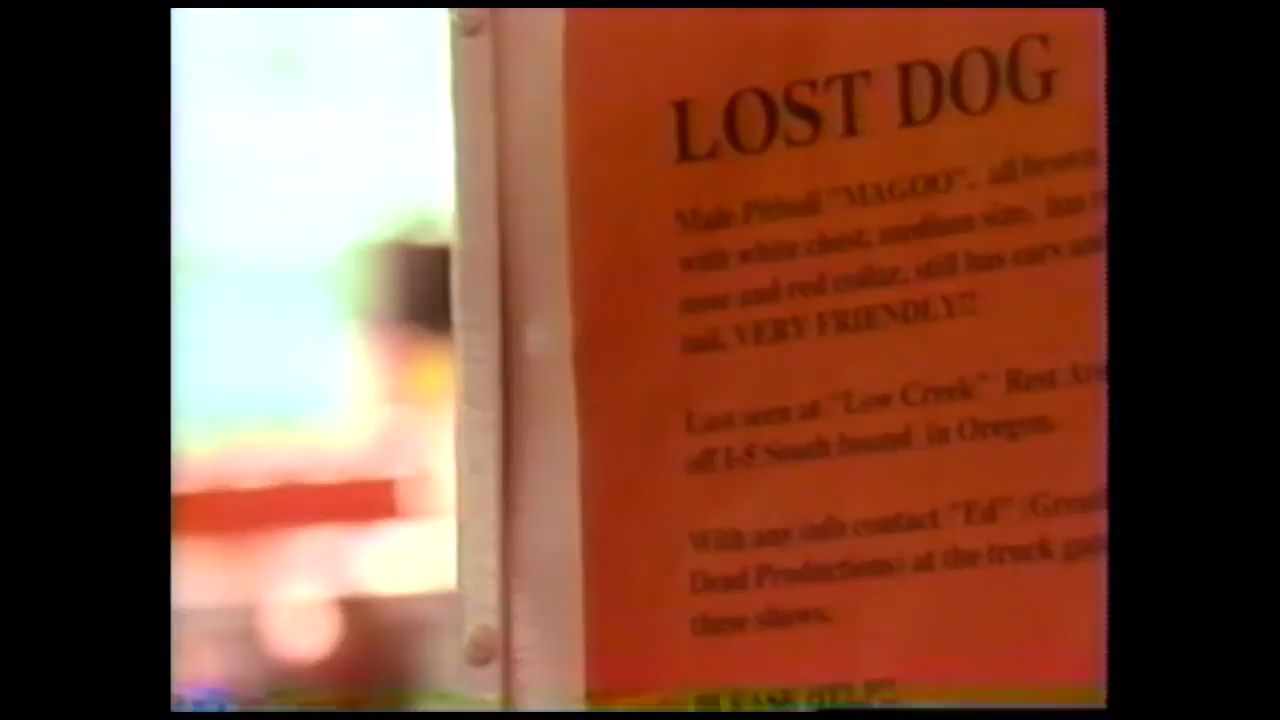 LOST DOG
Male Pitbull "MAGOO", all brown
with white chest, medium size, has
nose and red collar, still has ears and
tail, VERY FRIENDLY!!
Last seen at "Low Creek" Rest
off I-5 South bound in Oregon.
With any info contact "Ed"
Dead Productions) at the truck
these shows.
PLEASE HELP!!